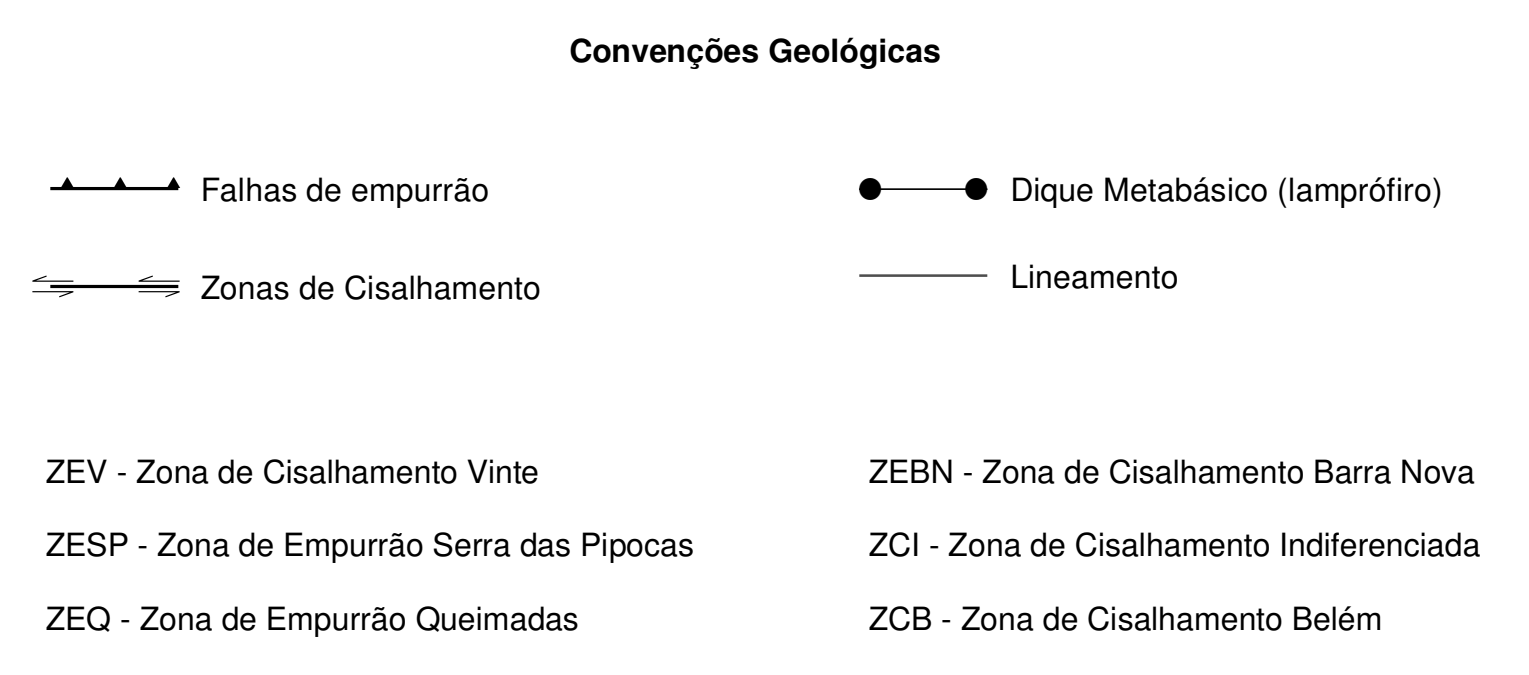 Convenções Geológicas
Falhas de empurrão
Zonas de Cisalhamento
Dique Metabásico (lamprófiro)
Lineamento
ZEV - Zona de Cisalhamento Vinte
ZESP - Zona de Empurrão Serra das Pipocas
ZEQ - Zona de Empurrão Queimadas
ZEBN - Zona de Cisalhamento Barra Nova
ZCI - Zona de Cisalhamento Indiferenciada
ZCB - Zona de Cisalhamento Belém